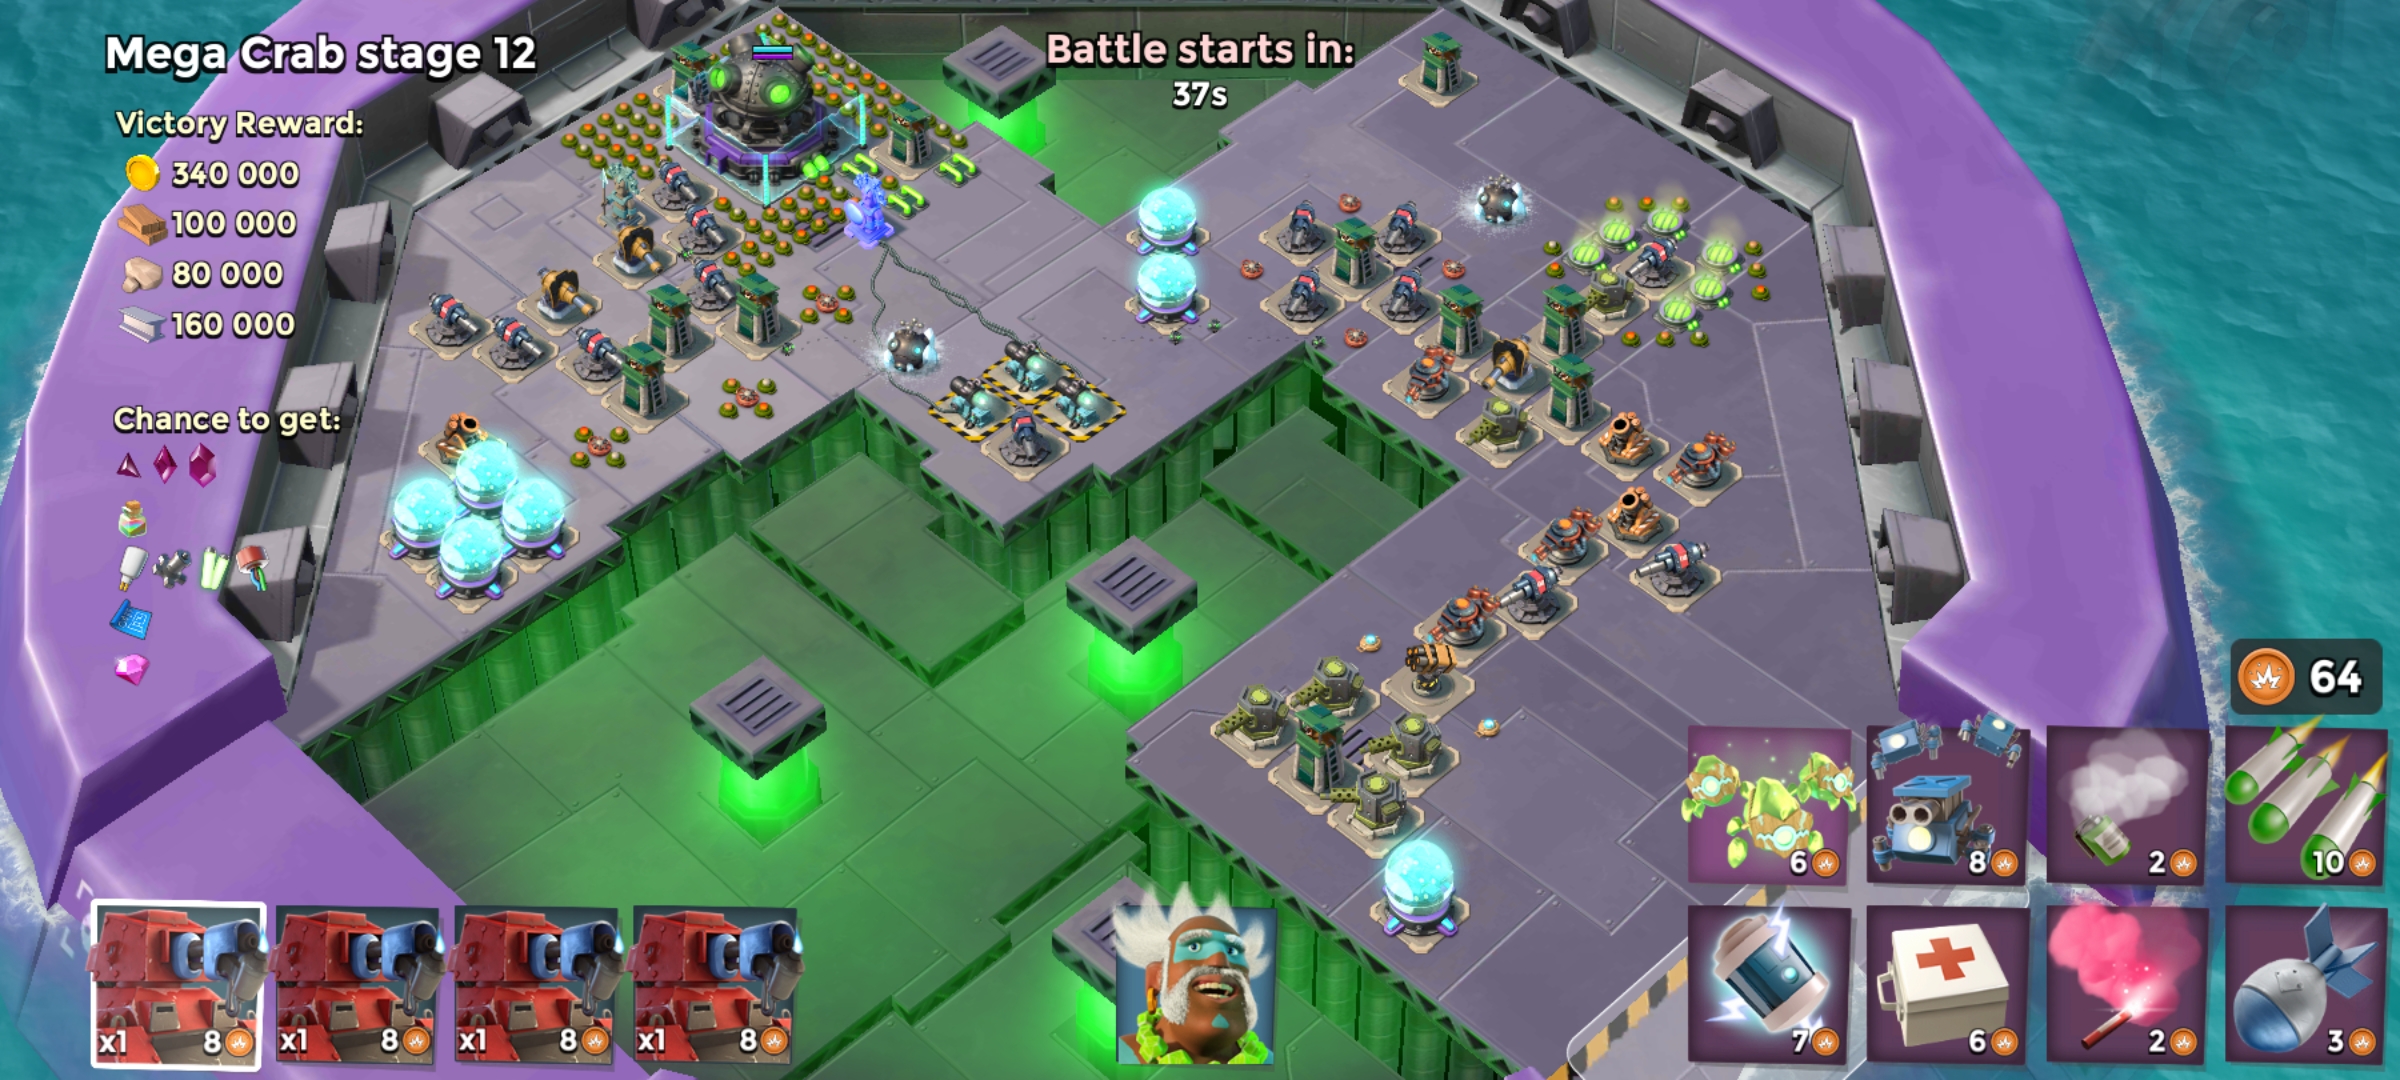 Mega Crab stage 12
Battle starts in:
37s
Victory Reward:
340 000
100 000
80 000
160 000
Chance to get:
64
6
8
2
10
x1 8
x1 8
x1 8
x1 8
7
6
2
3